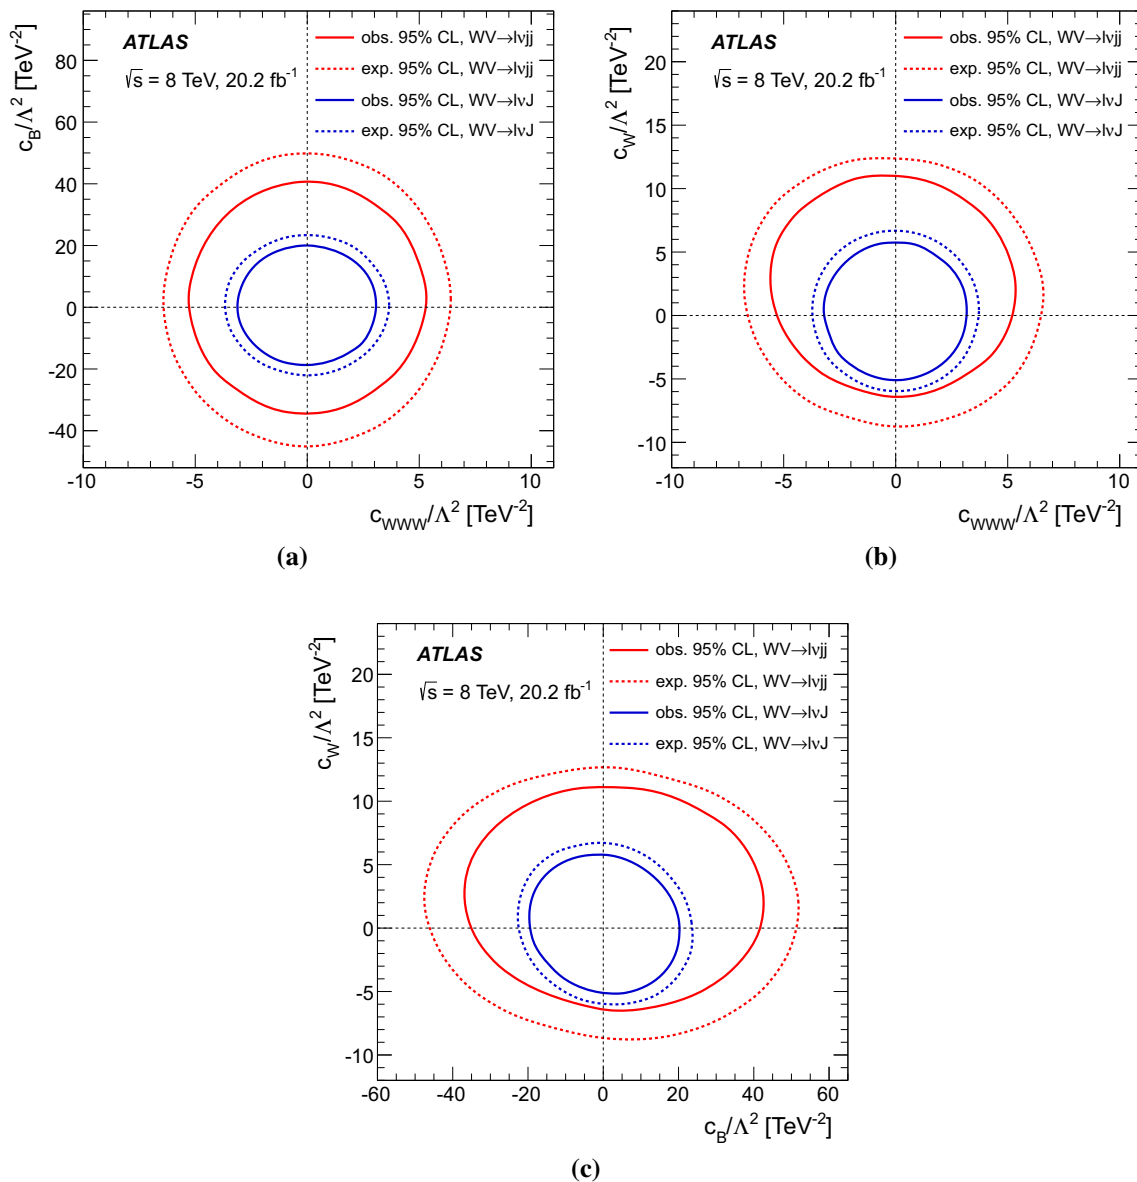 ATLAS
√s = 8 TeV, 20.2 fb⁻¹
obs. 95% CL, WV→lνjj
exp. 95% CL, WV→lνjj
obs. 95% CL, WV→lνJ
exp. 95% CL, WV→lνJ
c_B/Λ² [TeV⁻²]
80
60
40
20
0
-20
-40
-10
-5
0
5
10
c_WWW/Λ² [TeV⁻²]
(a)
ATLAS
√s = 8 TeV, 20.2 fb⁻¹
obs. 95% CL, WV→lνjj
exp. 95% CL, WV→lνjj
obs. 95% CL, WV→lνJ
exp. 95% CL, WV→lνJ
c_W/Λ² [TeV⁻²]
20
15
10
5
0
-5
-10
-10
-5
0
5
10
c_WWW/Λ² [TeV⁻²]
(b)
ATLAS
√s = 8 TeV, 20.2 fb⁻¹
obs. 95% CL, WV→lνjj
exp. 95% CL, WV→lνjj
obs. 95% CL, WV→lνJ
exp. 95% CL, WV→lνJ
c_W/Λ² [TeV⁻²]
20
15
10
5
0
-5
-10
-60
-40
-20
0
20
40
60
c_B/Λ² [TeV⁻²]
(c)